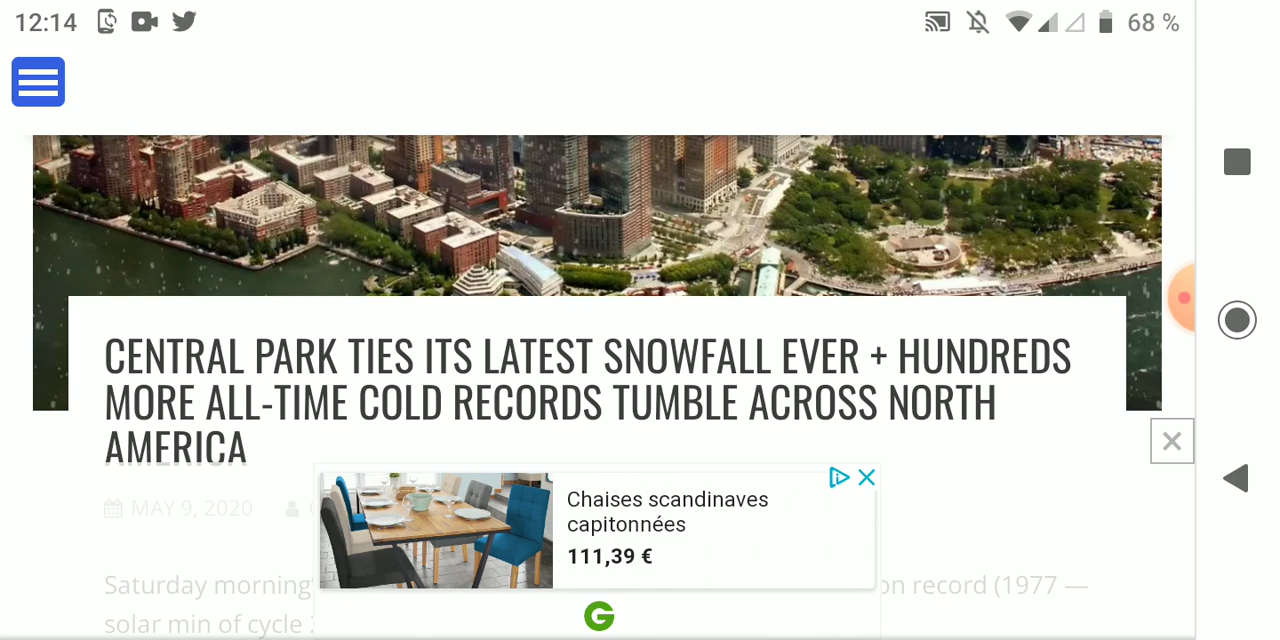 12:14
68 %
CENTRAL PARK TIES ITS LATEST SNOWFALL EVER + HUNDREDS
MORE ALL-TIME COLD RECORDS TUMBLE ACROSS NORTH
AMERICA
MAY 9, 2020
Chaises scandinaves
capitonnées
111,39 €
Saturday morning on record (1977 —
solar min of cycle
G